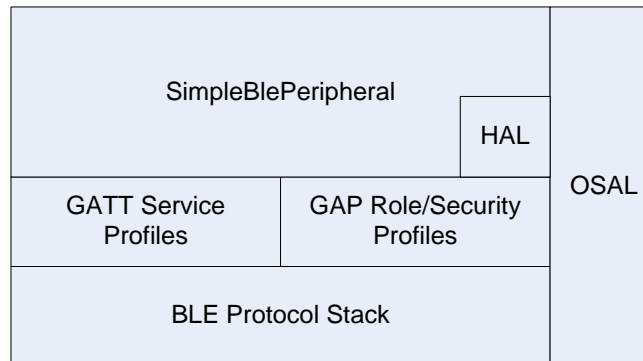 SimpleBlePeripheral
HAL
OSAL
GATT Service
Profiles
GAP Role/Security
Profiles
BLE Protocol Stack